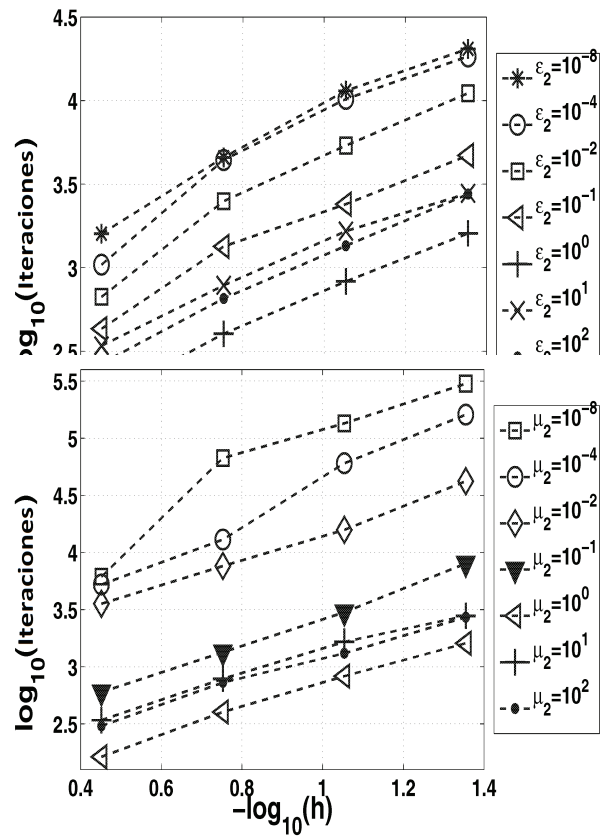 4.5
4
3.5
3
2.5
og₁₀(Iteraciones)
ε₂=10⁻⁸
ε₂=10⁻⁴
ε₂=10⁻²
ε₂=10⁻¹
ε₂=10⁰
ε₂=10¹
ε₂=10²
5.5
5
4.5
4
3.5
3
2.5
log₁₀(Iteraciones)
0.4 0.6 0.8 1 1.2 1.4
−log₁₀(h)
μ₂=10⁻⁸
μ₂=10⁻⁴
μ₂=10⁻²
μ₂=10⁻¹
μ₂=10⁰
μ₂=10¹
μ₂=10²